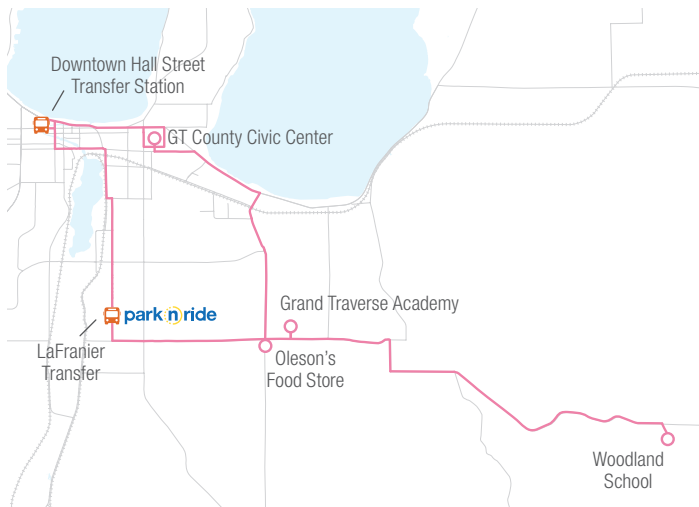 Downtown Hall Street
Transfer Station
GT County Civic Center
Grand Traverse Academy
park n ride
LaFranier
Transfer
Oleson's
Food Store
Woodland
School